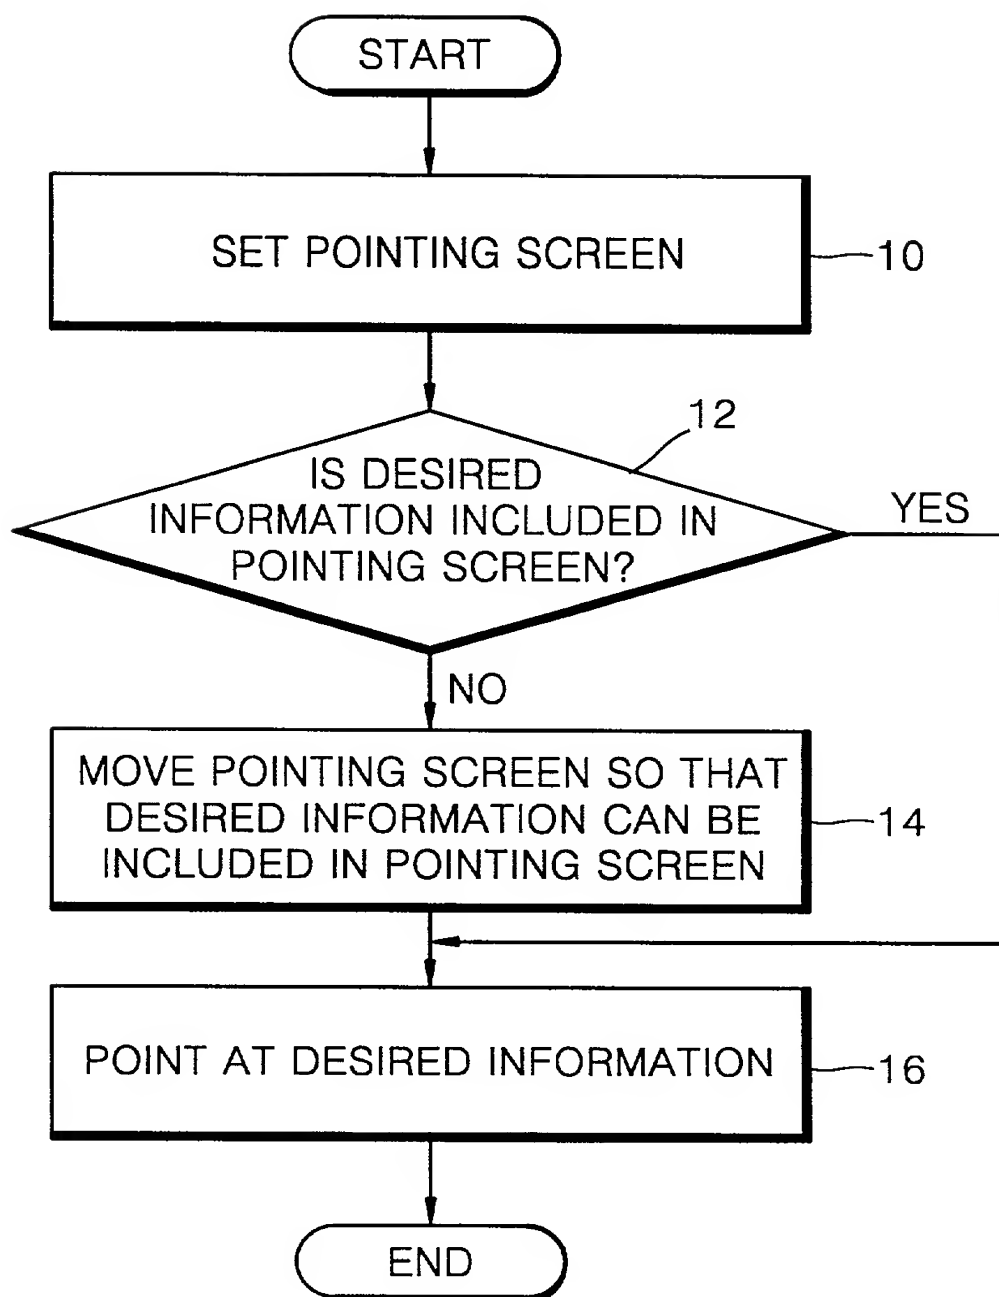 START
SET POINTING SCREEN
10
12
IS DESIRED
INFORMATION INCLUDED IN
POINTING SCREEN?
YES
NO
MOVE POINTING SCREEN SO THAT
DESIRED INFORMATION CAN BE
INCLUDED IN POINTING SCREEN
14
POINT AT DESIRED INFORMATION
16
END